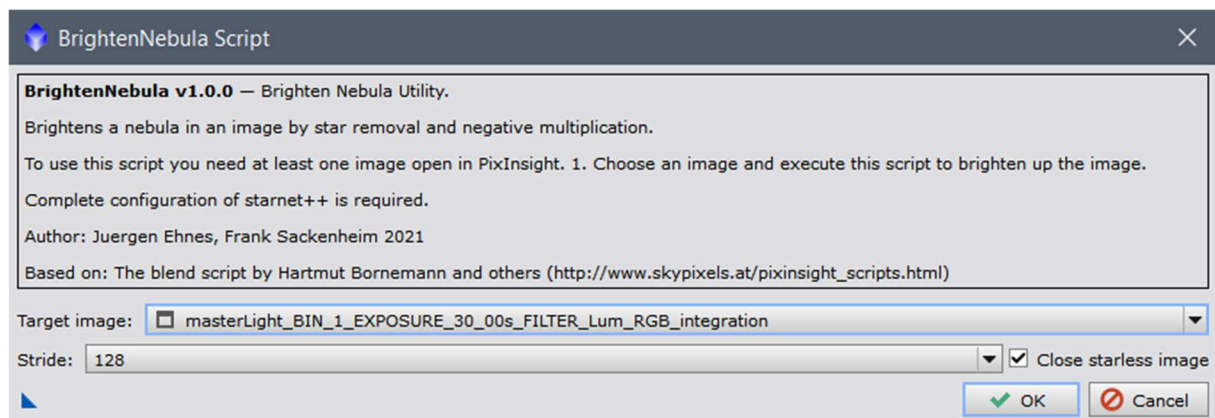 BrightenNebula Script
BrightenNebula v1.0.0 — Brighten Nebula Utility.
Brightens a nebula in an image by star removal and negative multiplication.
To use this script you need at least one image open in PixInsight. 1. Choose an image and execute this script to brighten up the image.
Complete configuration of starnet++ is required.
Author: Juergen Ehnes, Frank Sackenheim 2021
Based on: The blend script by Hartmut Bornemann and others (http://www.skypixels.at/pixinsight_scripts.html)
Target image: masterLight_BIN_1_EXPOSURE_30_00s_FILTER_Lum_RGB_integration
Stride: 128 Close starless image
OK Cancel